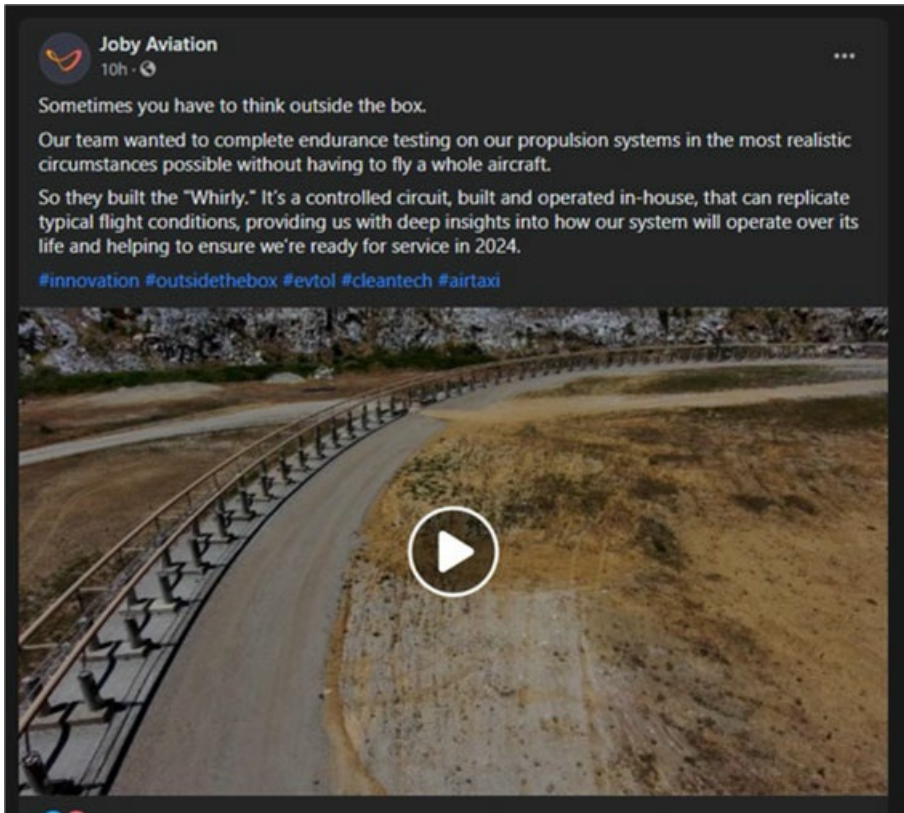 Joby Aviation
10h ·
Sometimes you have to think outside the box.
Our team wanted to complete endurance testing on our propulsion systems in the most realistic
circumstances possible without having to fly a whole aircraft.
So they built the "Whirly." It's a controlled circuit, built and operated in-house, that can replicate
typical flight conditions, providing us with deep insights into how our system will operate over its
life and helping to ensure we're ready for service in 2024.
#innovation #outsidethebox #evtol #cleantech #airtaxi